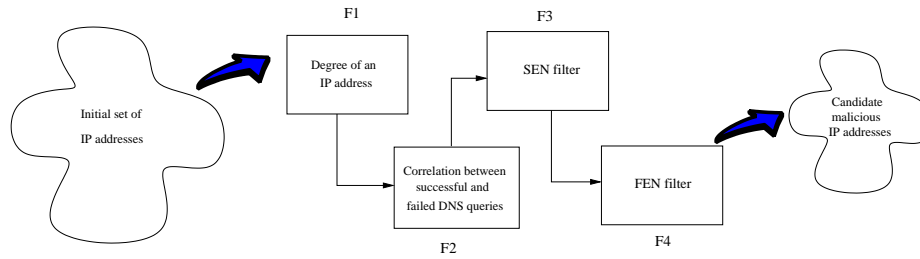 F1
F3
Degree of an
IP address
SEN filter
Initial set of
IP addresses
Candidate
malicious
IP addresses
Correlation between
successful and
failed DNS queries
FEN filter
F2
F4